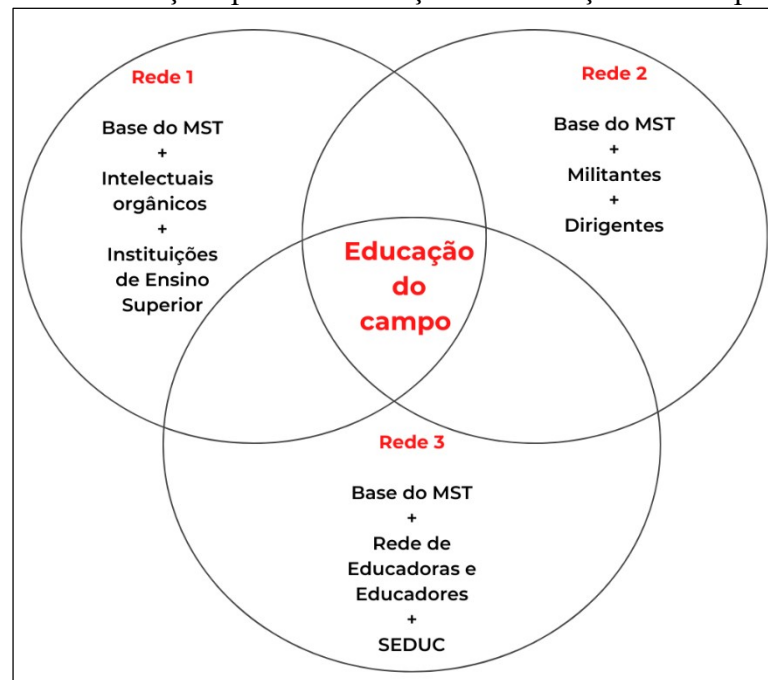 Rede 1
Base do MST
+
Intelectuais
orgânicos
+
Instituições
de Ensino
Superior
Rede 2
Base do MST
+
Militantes
+
Dirigentes
Educação
do
campo
Rede 3
Base do MST
+
Rede de
Educadoras e
Educadores
+
SEDUC